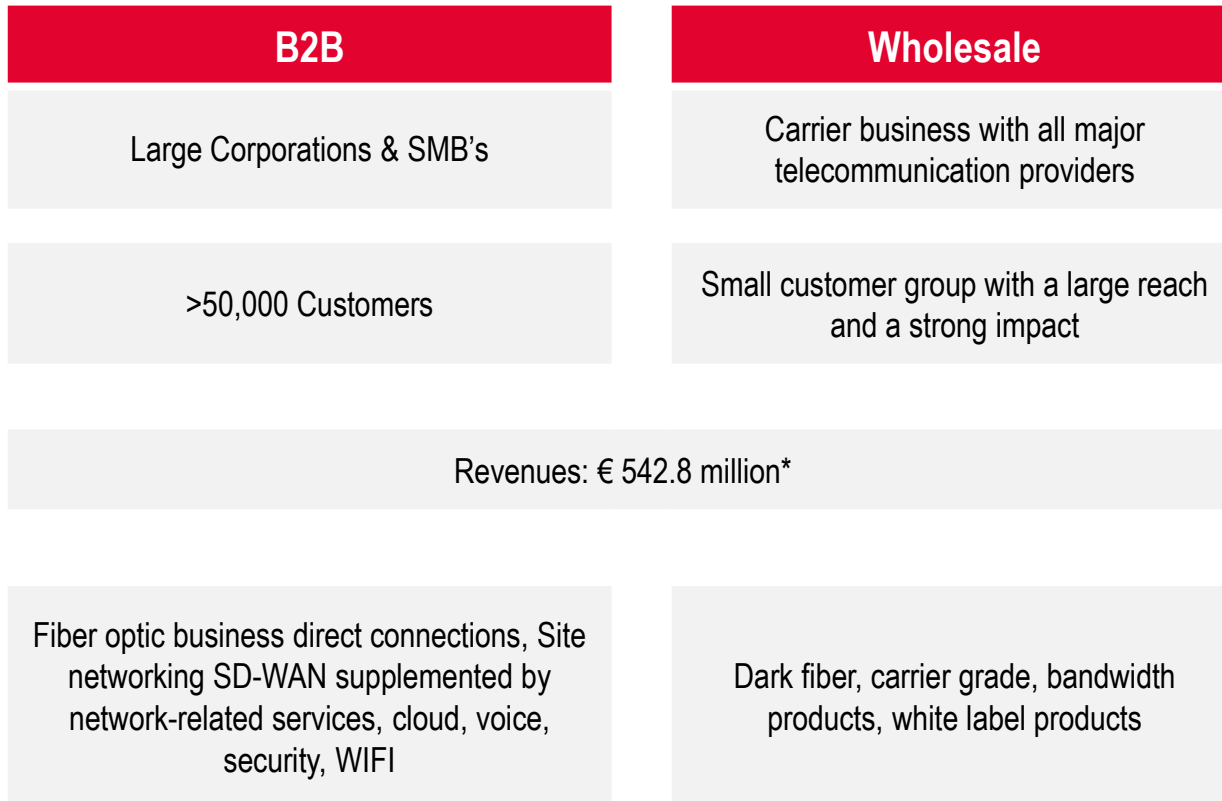 B2B
Wholesale
Large Corporations & SMB’s
Carrier business with all major
telecommunication providers
>50,000 Customers
Small customer group with a large reach
and a strong impact
Revenues: € 542.8 million*
Fiber optic business direct connections, Site
networking SD-WAN supplemented by
network-related services, cloud, voice,
security, WIFI
Dark fiber, carrier grade, bandwidth
products, white label products